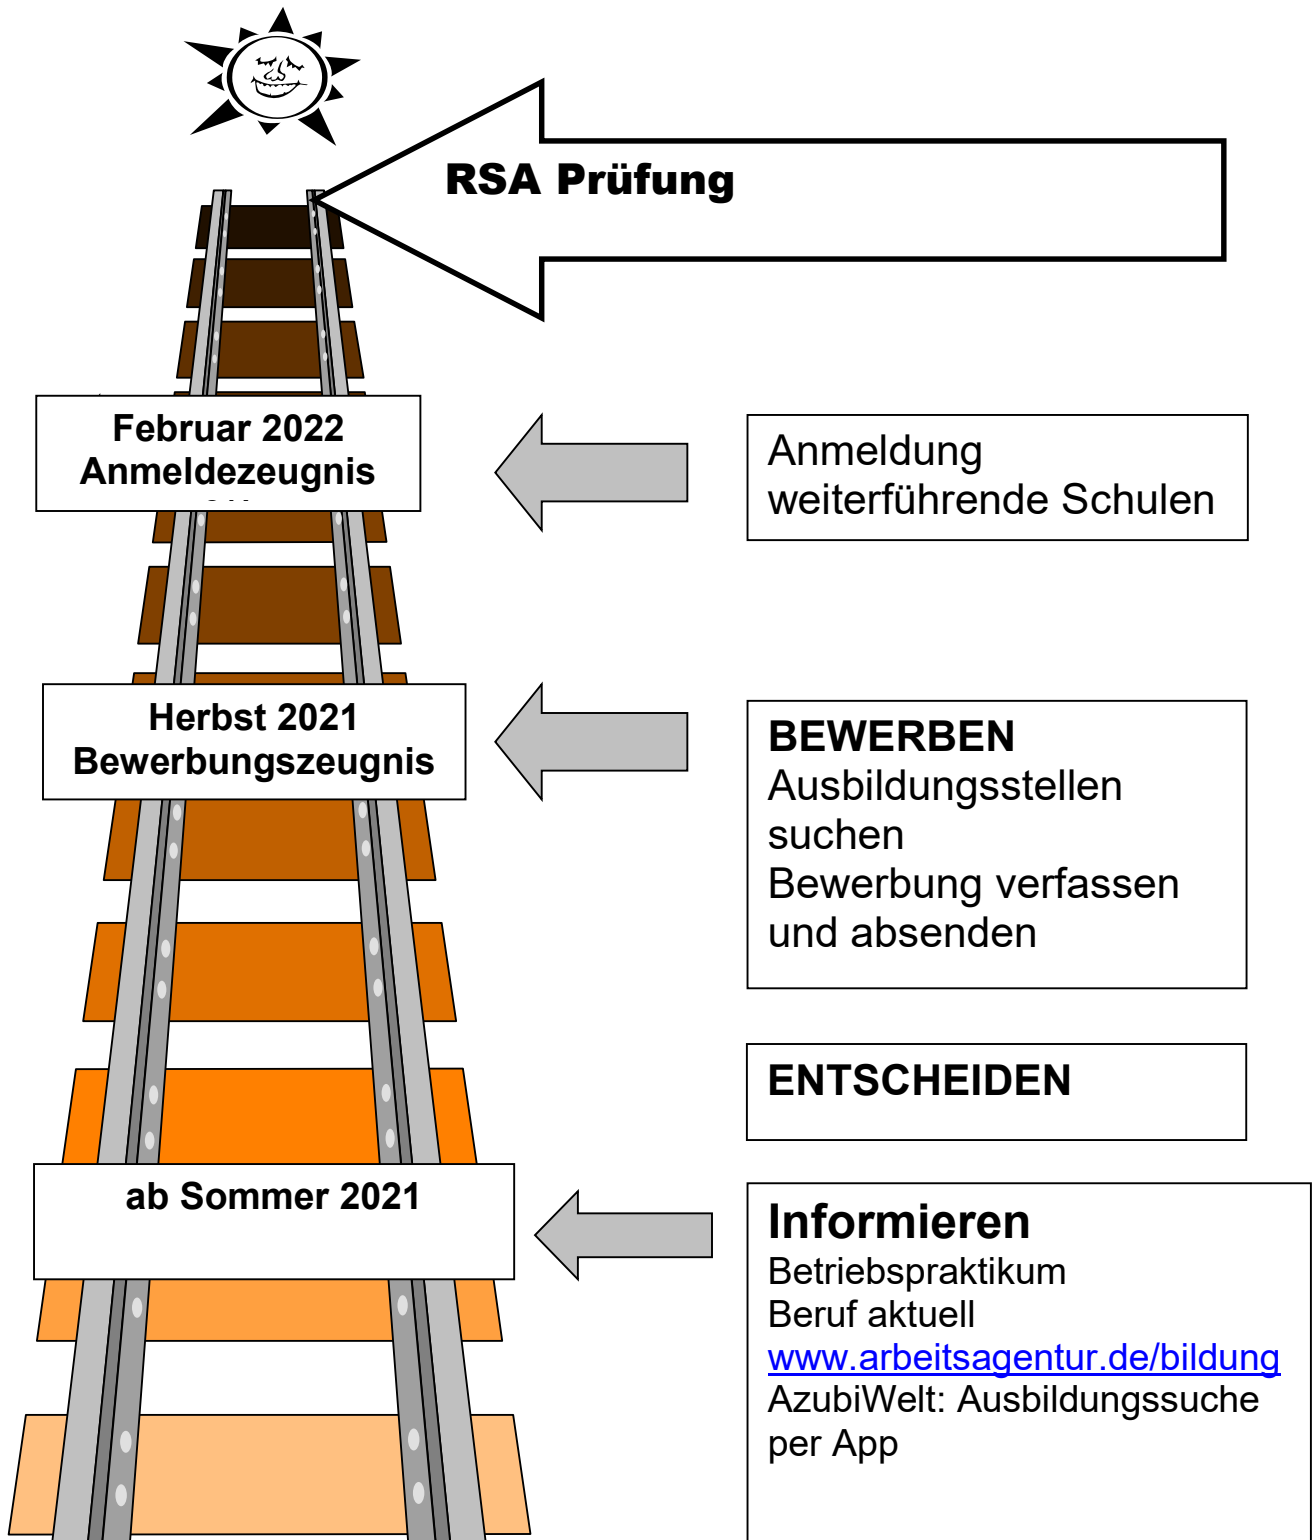 RSA Prüfung
Februar 2022
Anmeldezeugnis
Anmeldung
weiterführende Schulen
Herbst 2021
Bewerbungszeugnis
BEWERBEN
Ausbildungsstellen
suchen
Bewerbung verfassen
und absenden
ENTSCHEIDEN
ab Sommer 2021
Informieren
Betriebspraktikum
Beruf aktuell
www.arbeitsagentur.de/bildung
AzubiWelt: Ausbildungssuche
per App